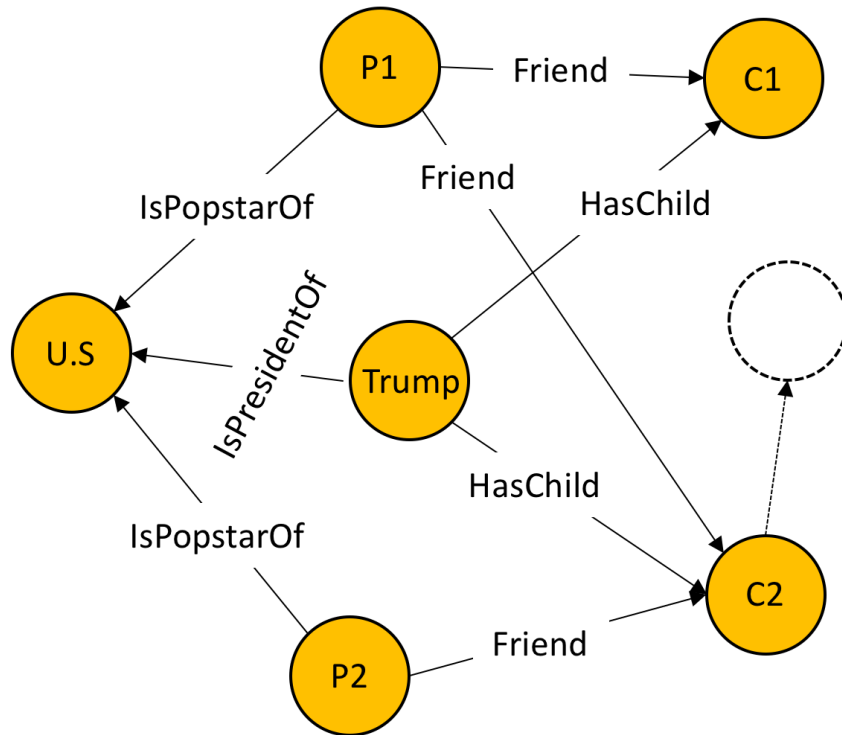 P1
Friend
C1
Friend
IsPopstarOf
HasChild
IsPresidentOf
U.S
Trump
HasChild
IsPopstarOf
C2
Friend
P2